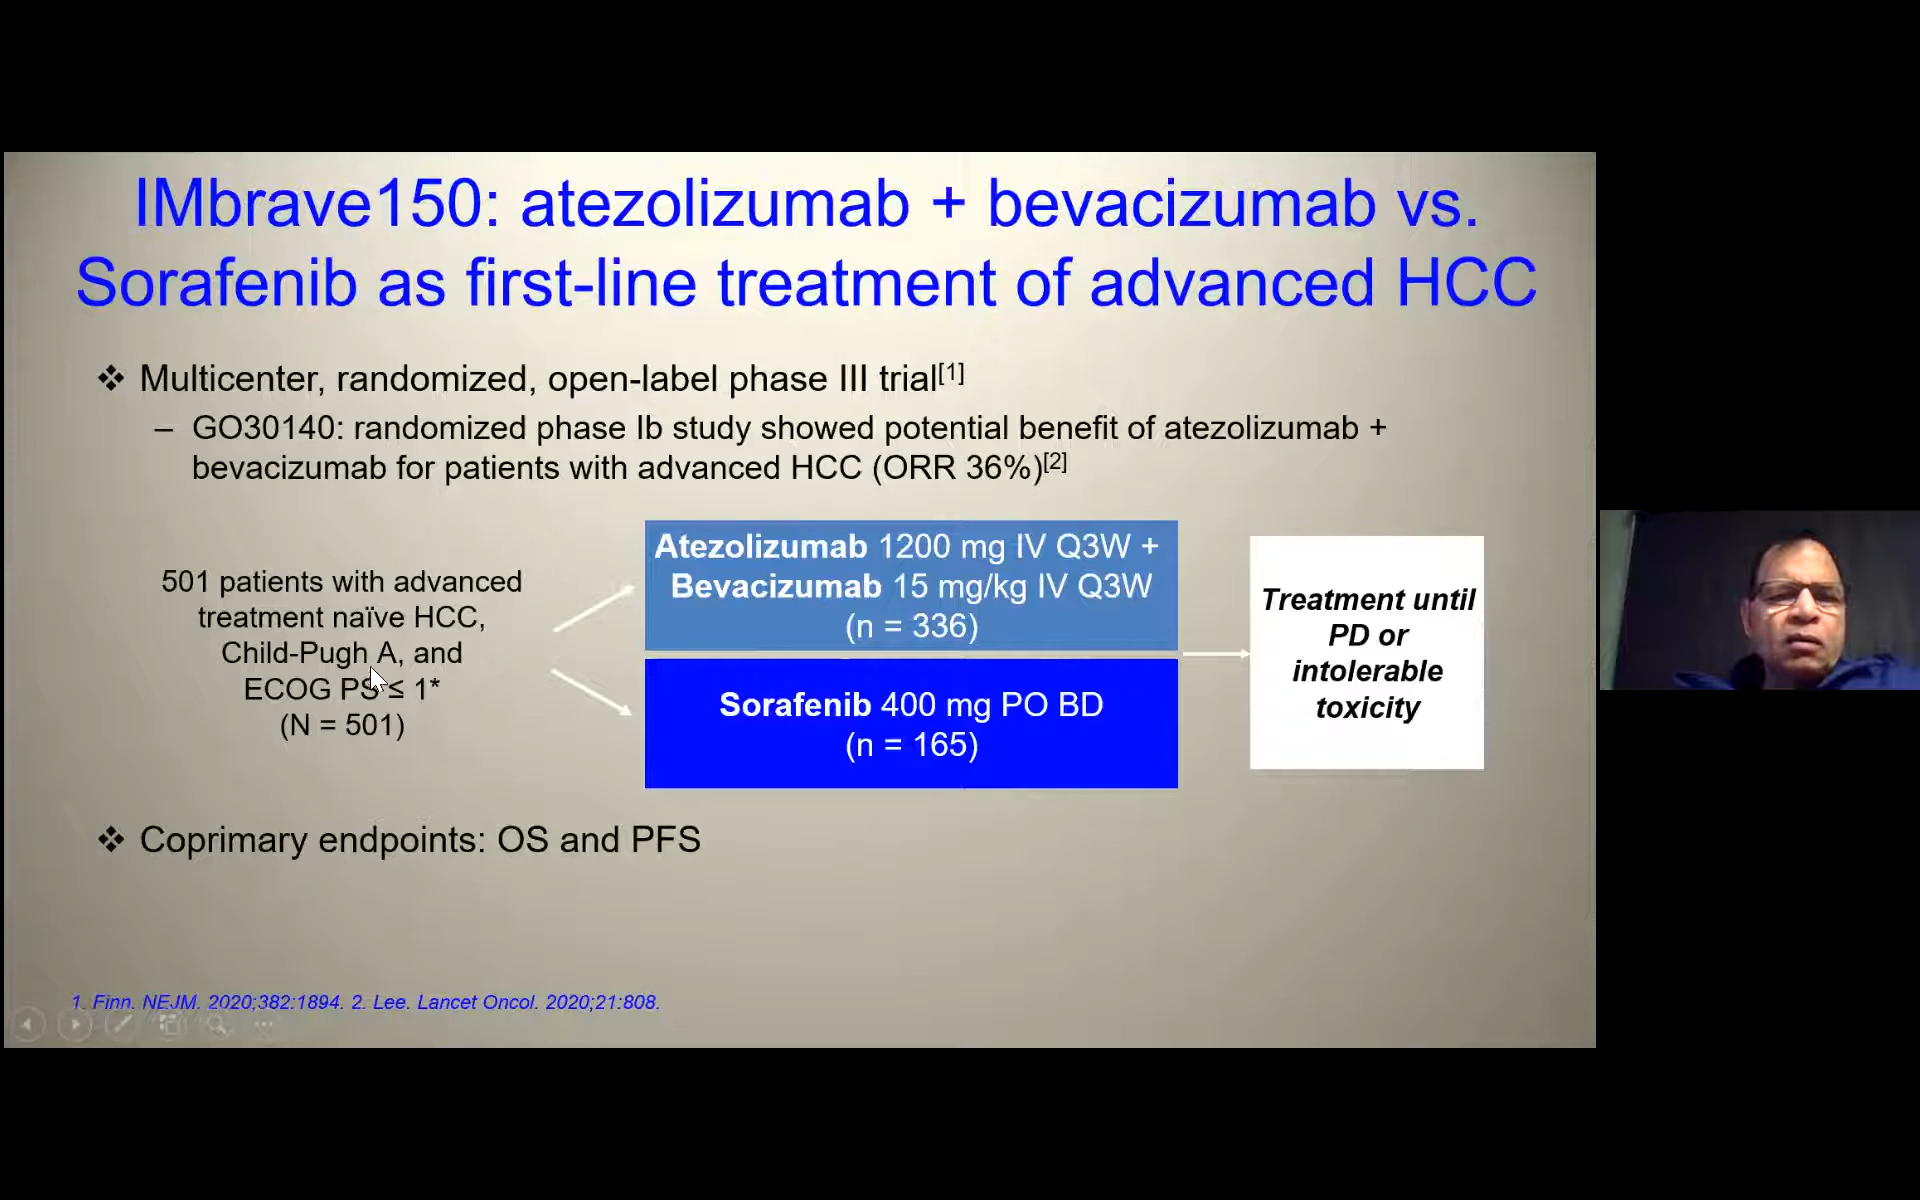 IMbrave150: atezolizumab + bevacizumab vs.
Sorafenib as first-line treatment of advanced HCC
❖ Multicenter, randomized, open-label phase III trial[1]
– GO30140: randomized phase Ib study showed potential benefit of atezolizumab +
bevacizumab for patients with advanced HCC (ORR 36%)[2]
501 patients with advanced
treatment naïve HCC,
Child-Pugh A, and
ECOG PS ≤ 1*
(N = 501)
Atezolizumab 1200 mg IV Q3W +
Bevacizumab 15 mg/kg IV Q3W
(n = 336)
Sorafenib 400 mg PO BD
(n = 165)
Treatment until
PD or
intolerable
toxicity
❖ Coprimary endpoints: OS and PFS
1. Finn. NEJM. 2020;382:1894. 2. Lee. Lancet Oncol. 2020;21:808.